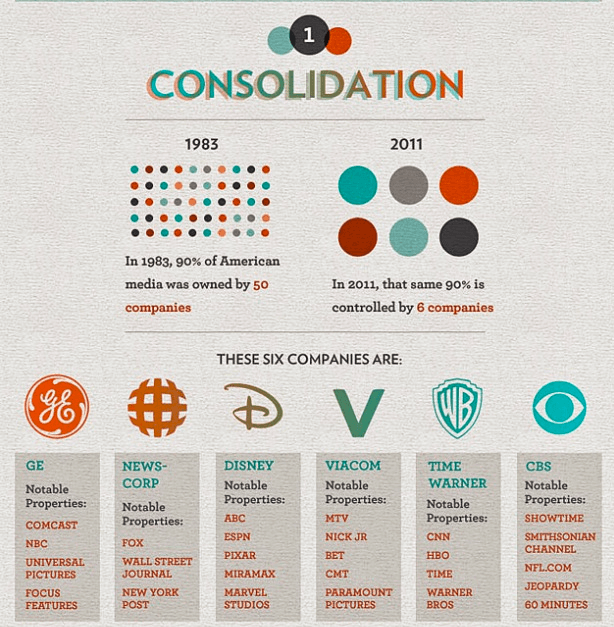 1
CONSOLIDATION
1983
2011
In 1983, 90% of American
media was owned by 50
companies
In 2011, that same 90% is
controlled by 6 companies
THESE SIX COMPANIES ARE:
GE
V
WB
GE
Notable
Properties:
COMCAST
NBC
UNIVERSAL
PICTURES
FOCUS
FEATURES
NEWS-
CORP
Notable
Properties:
FOX
WALL STREET
JOURNAL
NEW YORK
POST
DISNEY
Notable
Properties:
ABC
ESPN
PIXAR
MIRAMAX
MARVEL
STUDIOS
VIACOM
Notable
Properties:
MTV
NICK JR
BET
CMT
PARAMOUNT
PICTURES
TIME
WARNER
Notable
Properties:
CNN
HBO
TIME
WARNER
BROS
CBS
Notable
Properties:
SHOWTIME
SMITHSONIAN
CHANNEL
NFL.COM
JEOPARDY
60 MINUTES